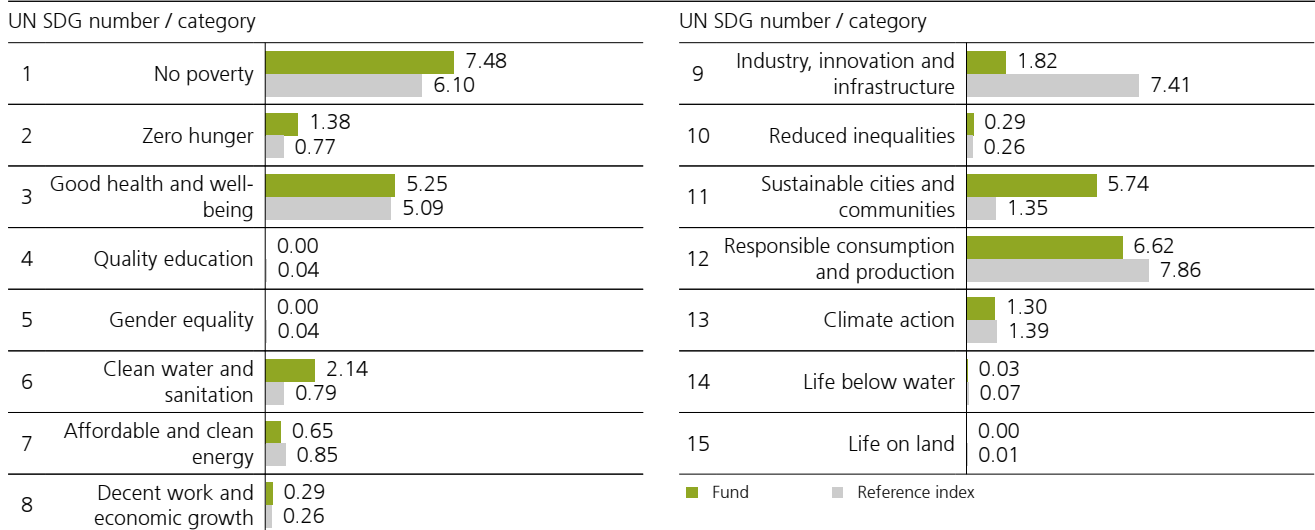 UN SDG number / category
1 No poverty 7.48
6.10
2 Zero hunger 1.38
0.77
3 Good health and well-
being 5.25
5.09
4 Quality education 0.00
0.04
5 Gender equality 0.00
0.04
6 Clean water and
sanitation 2.14
0.79
7 Affordable and clean
energy 0.65
0.85
8 Decent work and
economic growth 0.29
0.26
UN SDG number / category
9 Industry, innovation and
infrastructure 1.82
7.41
10 Reduced inequalities 0.29
0.26
11 Sustainable cities and
communities 5.74
1.35
12 Responsible consumption
and production 6.62
7.86
13 Climate action 1.30
1.39
14 Life below water 0.03
0.07
15 Life on land 0.00
0.01
Fund Reference index